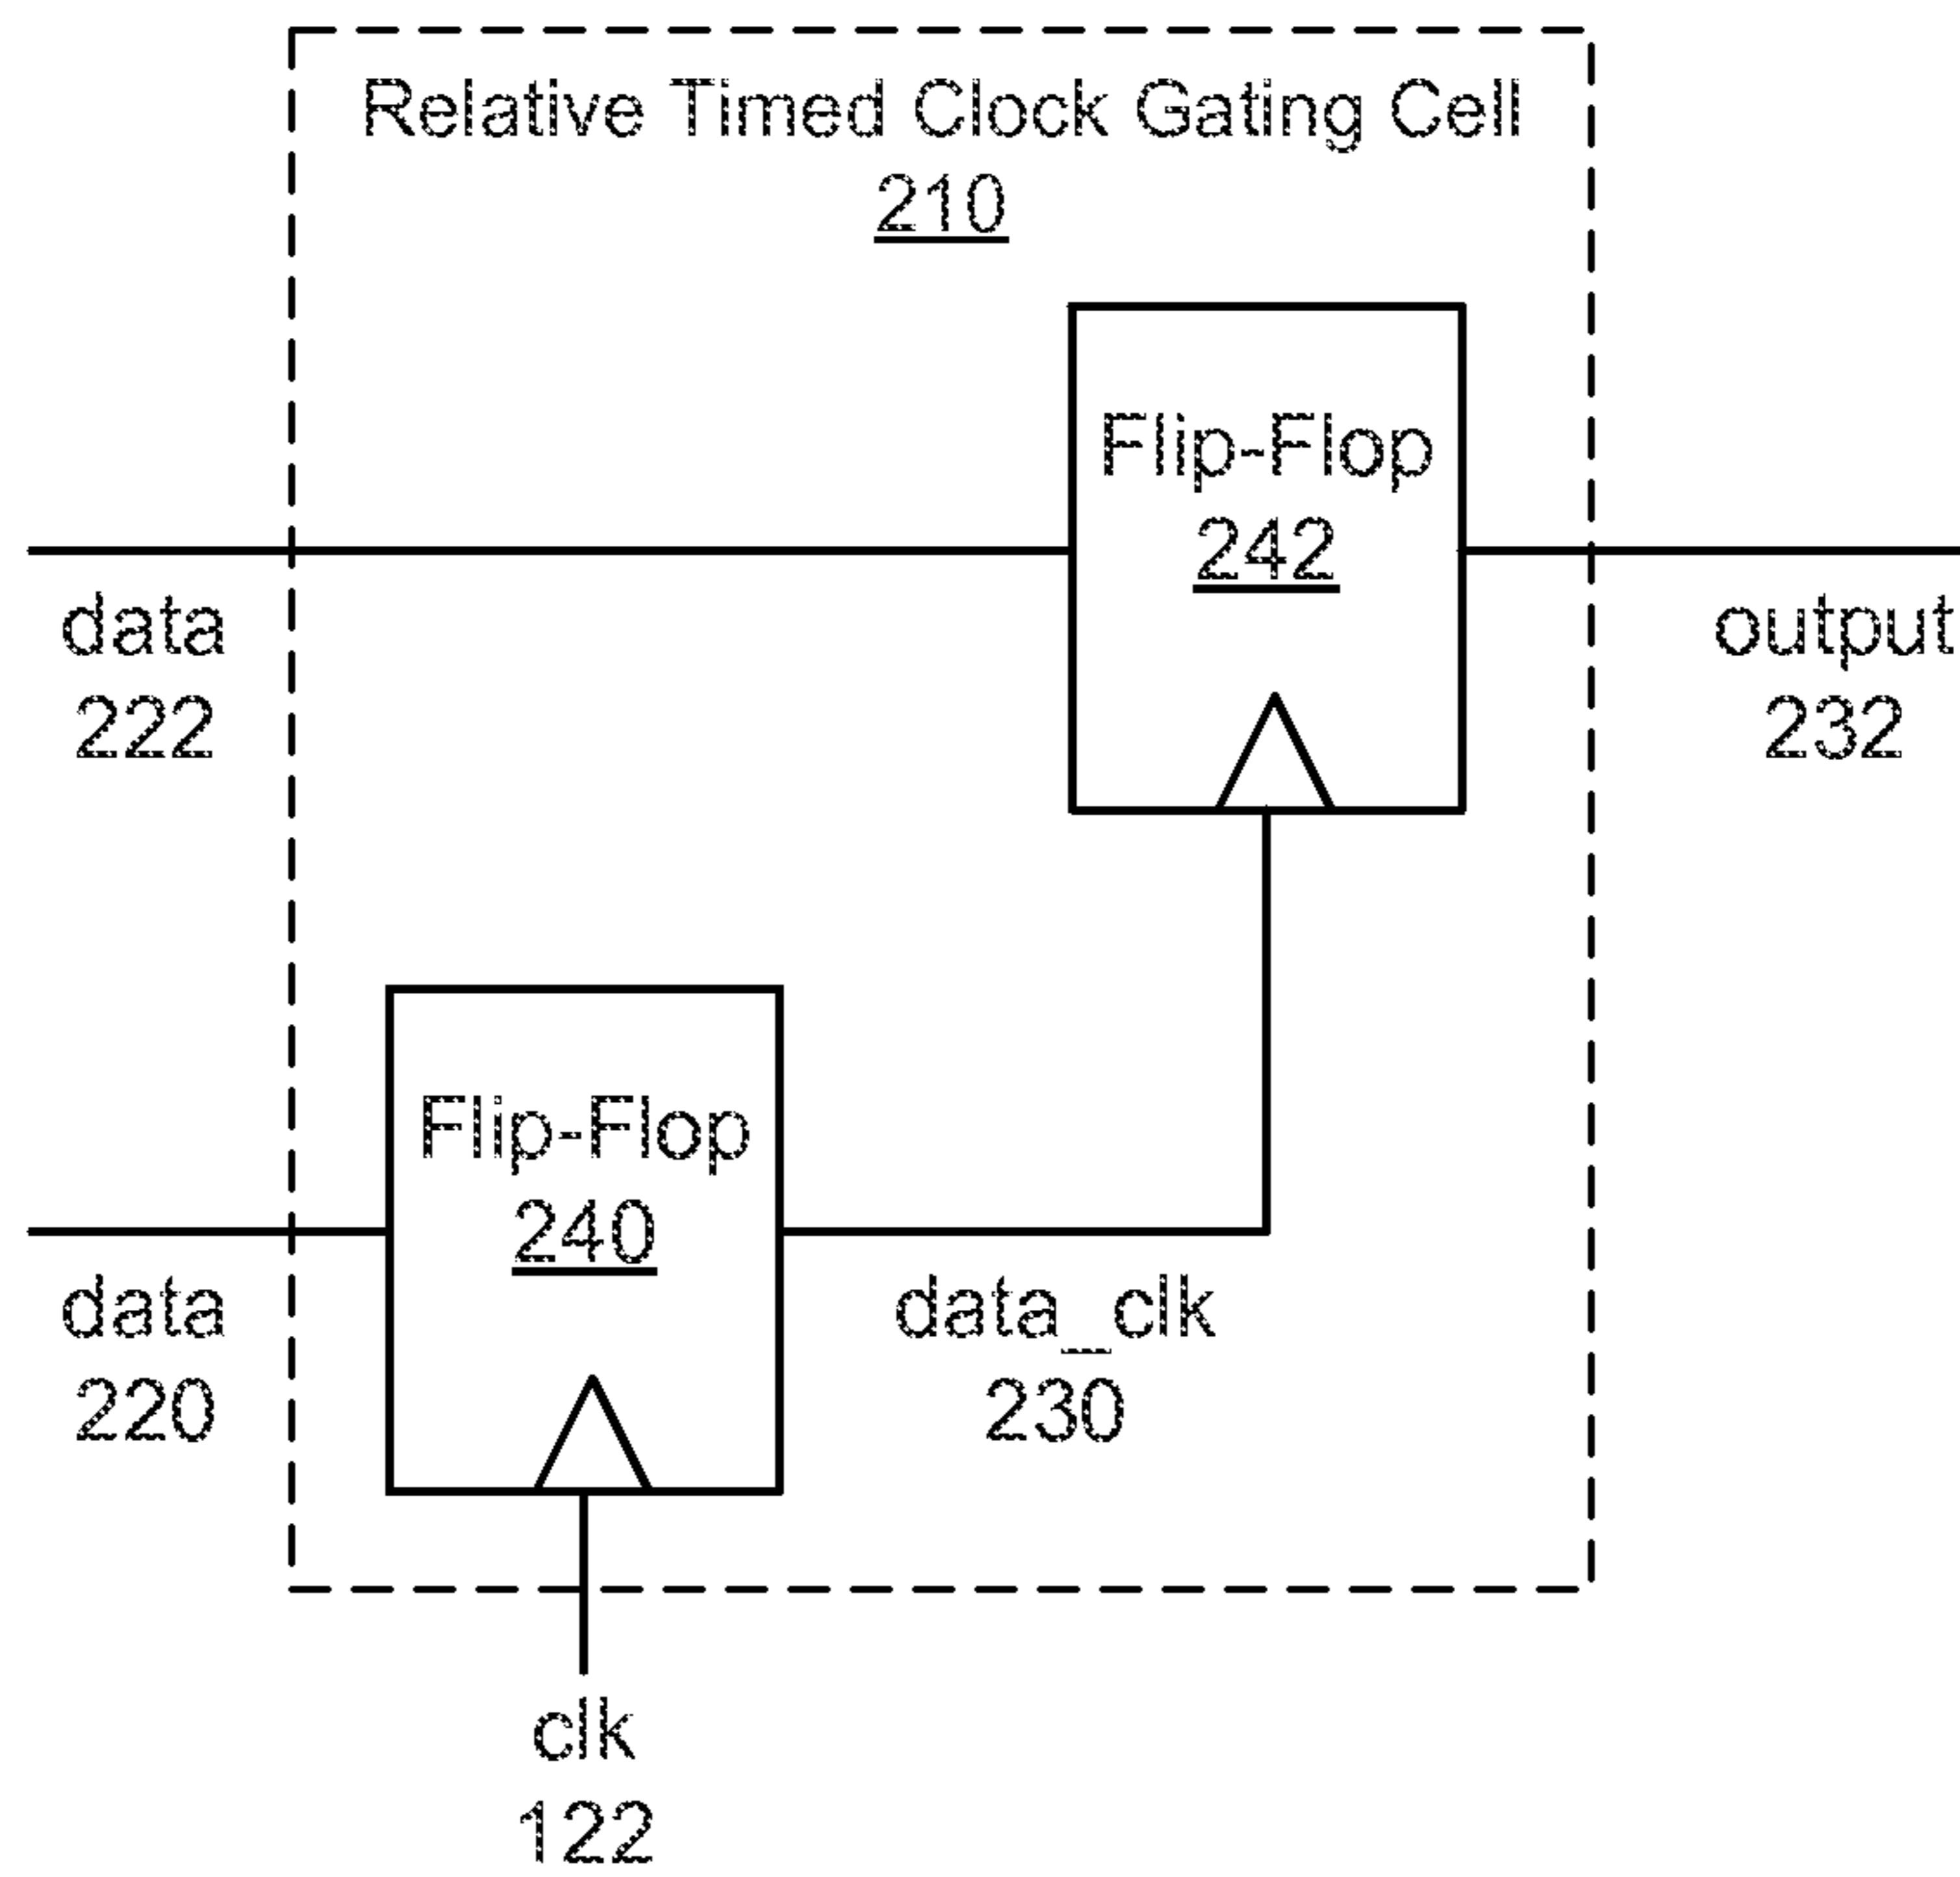 Relative Timed Clock Gating Cell
210
Flip-Flop
242
data
222
output
232
Flip-Flop
240
data
220
data_clk
230
clk
122